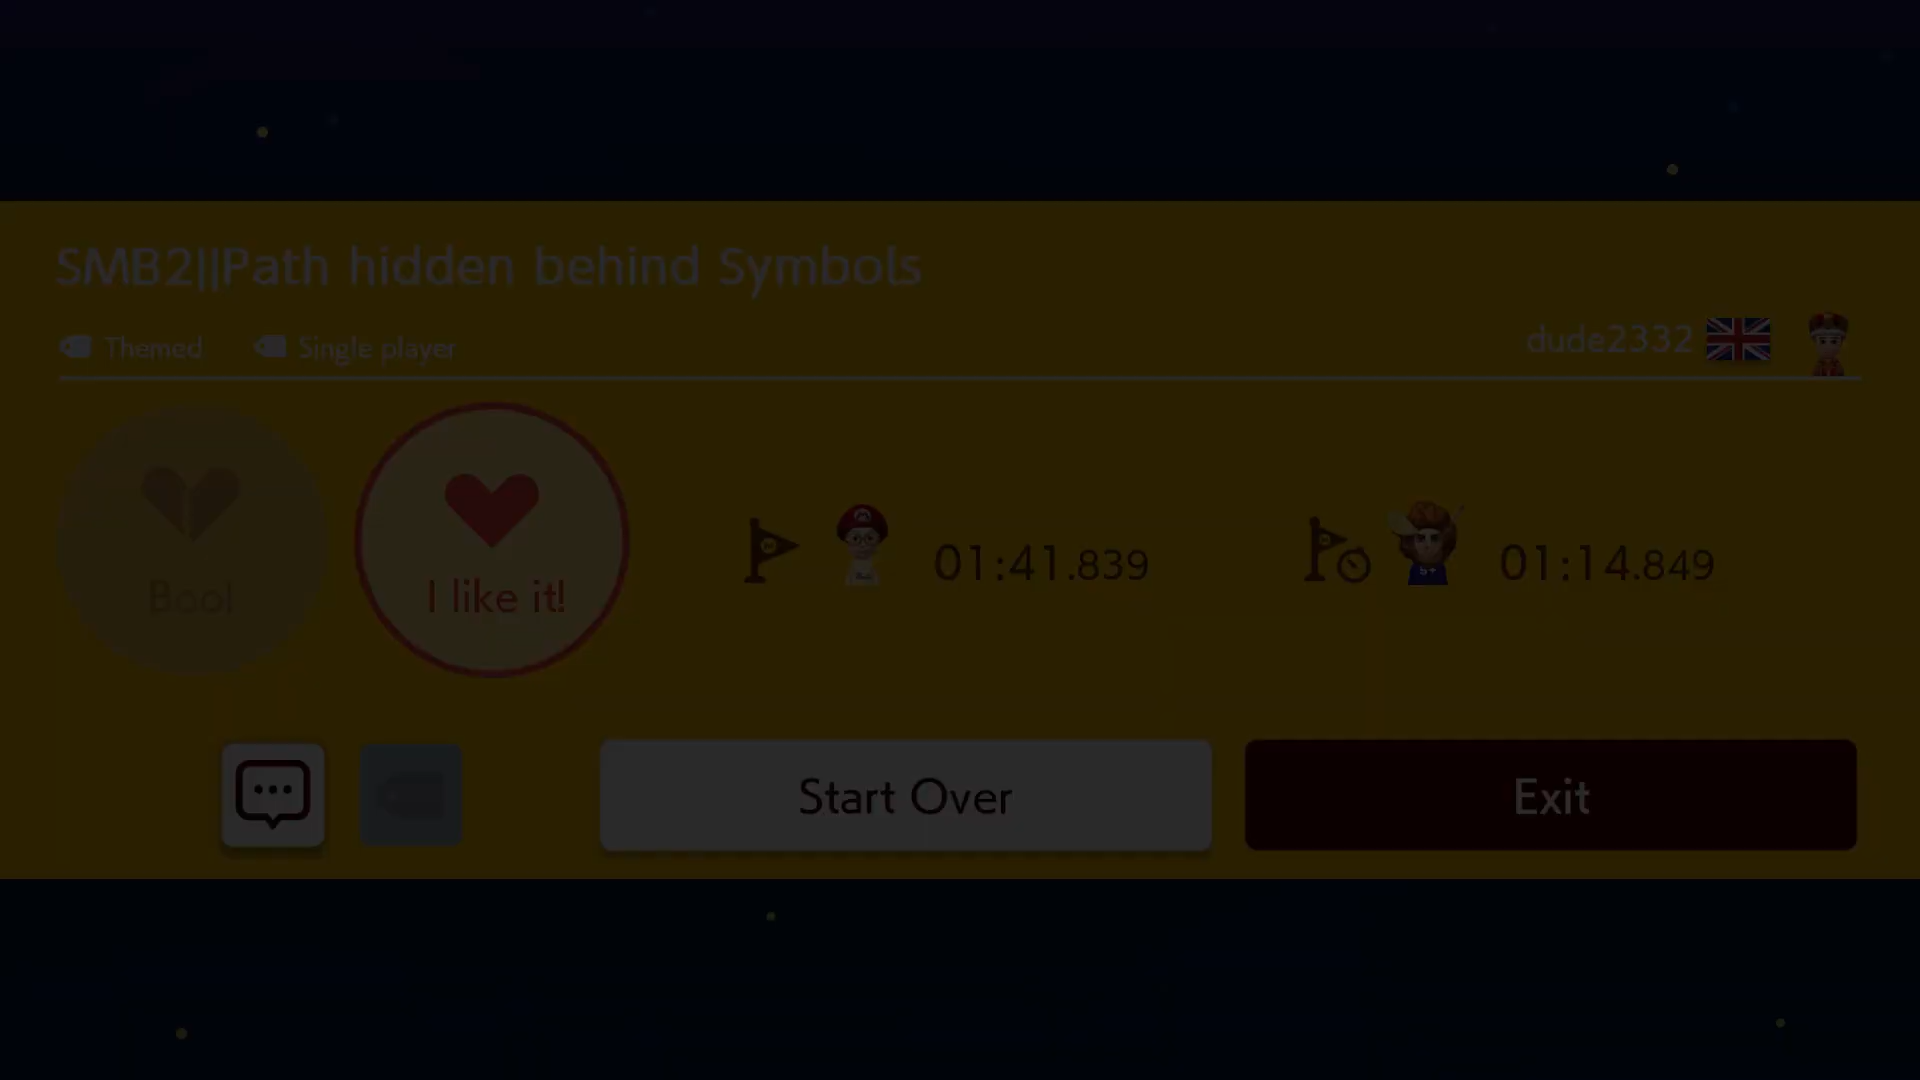 SMB2||Path hidden behind Symbols
Themed Single player
dude2332
Boo!
I like it!
01:41.839
01:14.849
Start Over
Exit